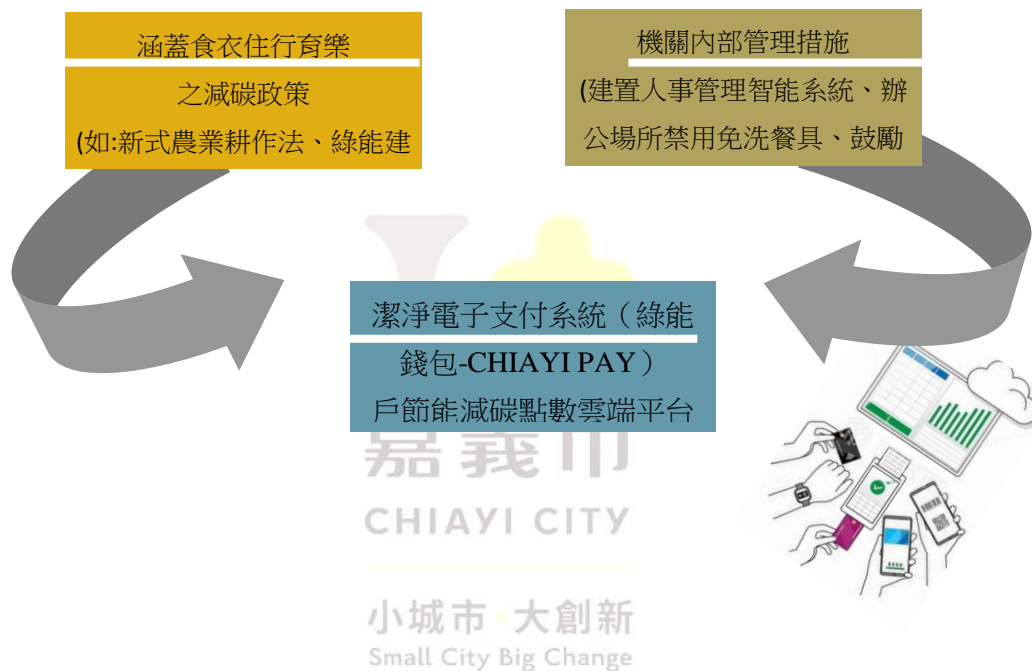 涵蓋食衣住行育樂
之減碳政策
(如:新式農業耕作法、綠能建
機關內部管理措施
(建置人事管理智能系統、辦
公場所禁用免洗餐具、鼓勵
潔淨電子支付系統（綠能
錢包-CHIAYI PAY）
戶節能減碳點數雲端平台
嘉義市
CHIAYI CITY
小城市·大創新
Small City Big Change